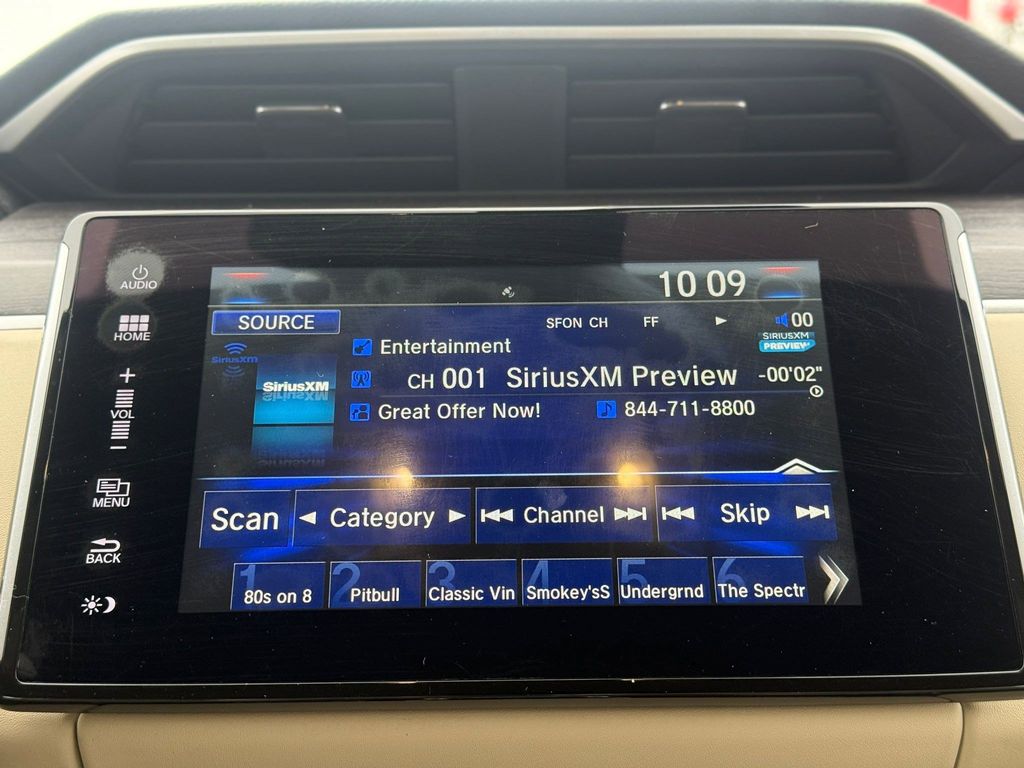 AUDIO
HOME
+
VOL
−
MENU
BACK
10 09
SOURCE
SFON CH FF 00
SIRIUSXM
PREVIEW
SiriusXM
SiriusXM
Entertainment
CH 001 SiriusXM Preview -00'02"
Great Offer Now! 844-711-8800
Scan Category Channel Skip
1 2 3 4 5 6
80s on 8 Pitbull Classic Vin Smokey'sS Undergrnd The Spectr